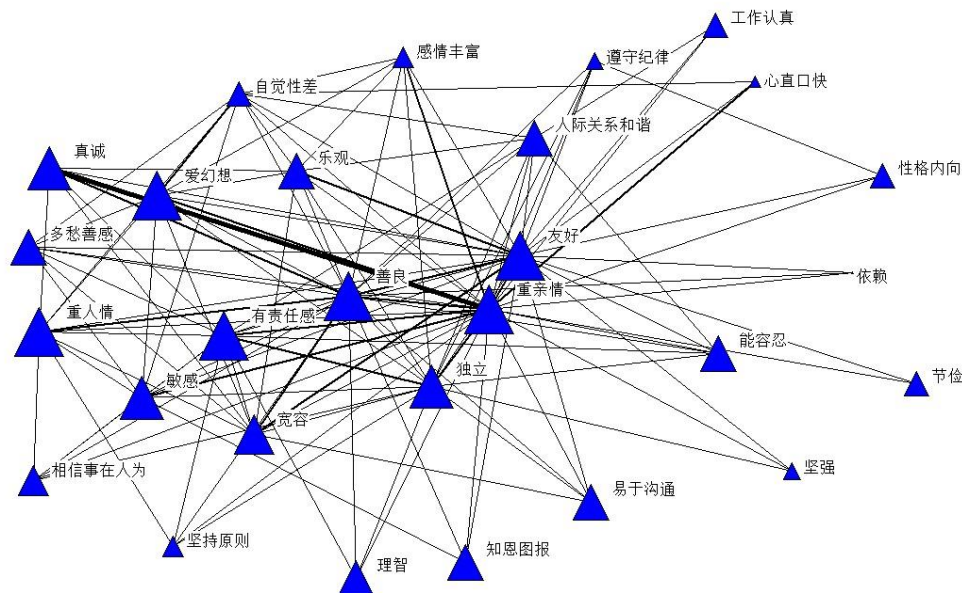 工作认真
感情丰富
遵守纪律
心直口快
自觉性差
人际关系和谐
真诚
乐观
性格内向
爱幻想
多愁善感
友好
善良
依赖
重亲情
重人情
有责任感
能容忍
独立
敏感
节俭
宽容
相信事在人为
坚强
易于沟通
坚持原则
知恩图报
理智